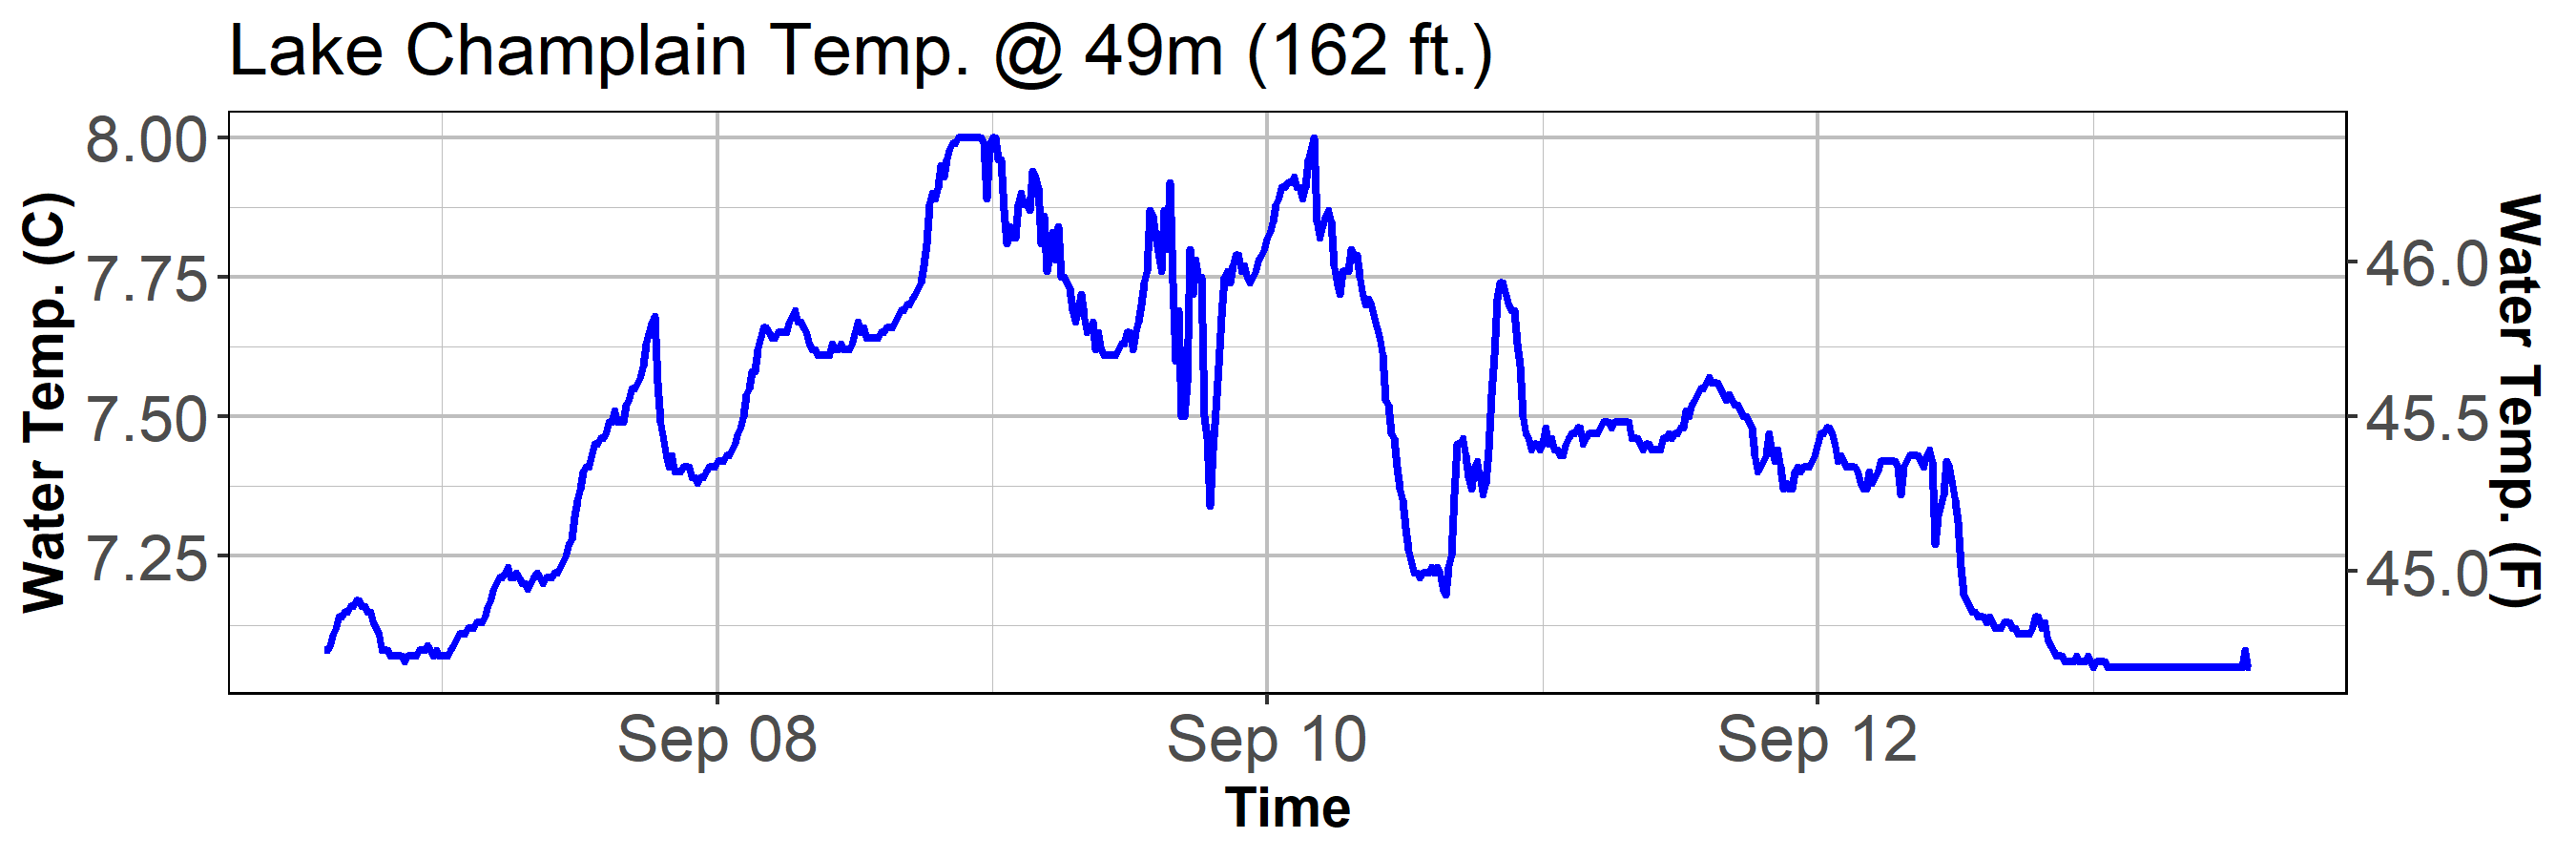 Lake Champlain Temp. @ 49m (162 ft.)
Water Temp. (C)
8.00
7.75
7.50
7.25
46.0
45.5
45.0
Water Temp. (F)
Sep 08
Sep 10
Sep 12
Time